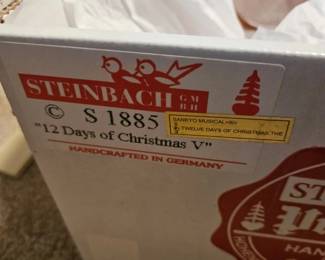 STEINBACH GMBH
© S 1885
SANKYO MUSICAL
TWELVE DAYS OF CHRISTMAS, THE
"12 Days of Christmas V"
HANDCRAFTED IN GERMANY
ST
HAN